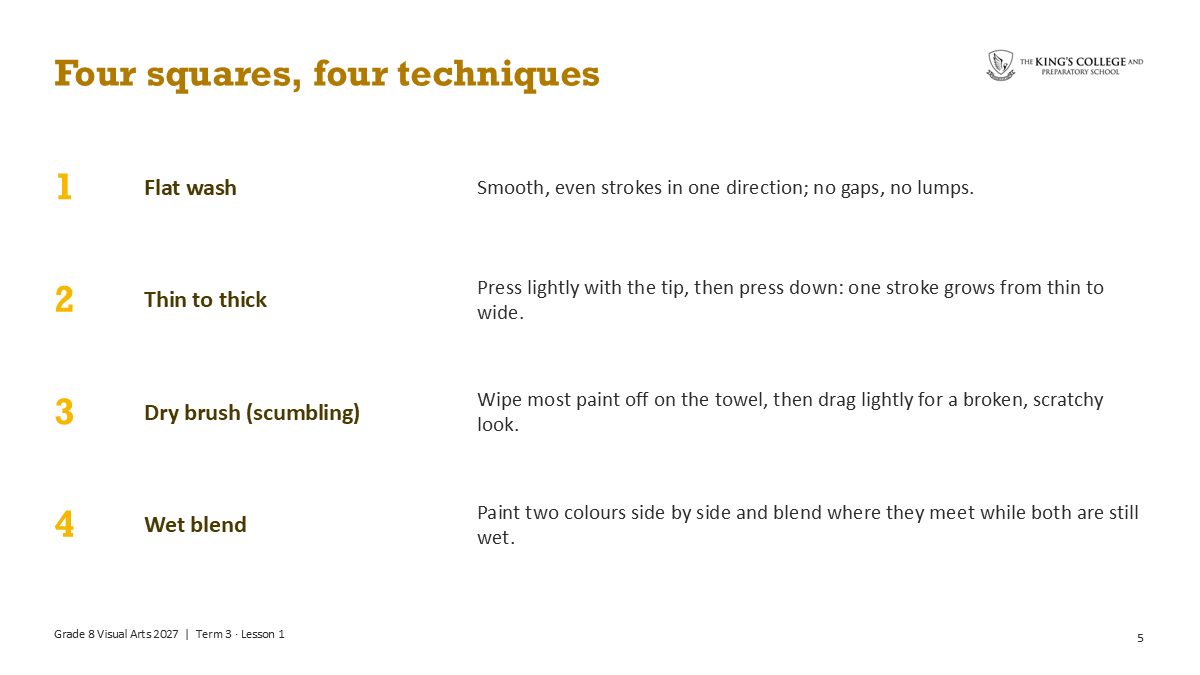 Four squares, four techniques
THE KING'S COLLEGE AND
PREPARATORY SCHOOL
1
Flat wash
Smooth, even strokes in one direction; no gaps, no lumps.
2
Thin to thick
Press lightly with the tip, then press down: one stroke grows from thin to
wide.
3
Dry brush (scumbling)
Wipe most paint off on the towel, then drag lightly for a broken, scratchy
look.
4
Wet blend
Paint two colours side by side and blend where they meet while both are still
wet.
Grade 8 Visual Arts 2027 | Term 3 · Lesson 1
5